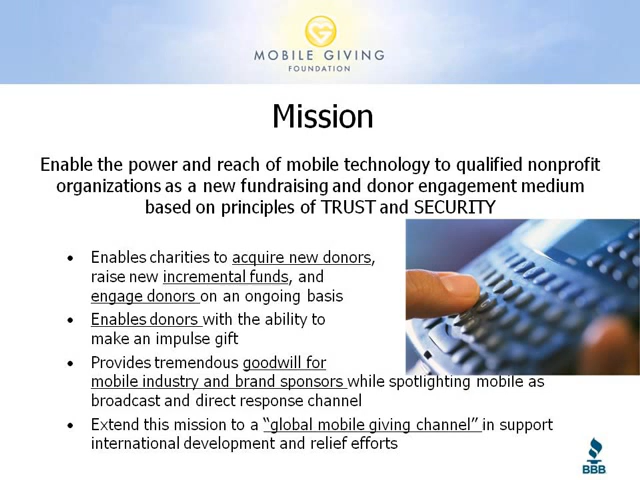 MOBILE GIVING
FOUNDATION
Mission
Enable the power and reach of mobile technology to qualified nonprofit
organizations as a new fundraising and donor engagement medium
based on principles of TRUST and SECURITY
• Enables charities to acquire new donors,
raise new incremental funds, and
engage donors on an ongoing basis
• Enables donors with the ability to
make an impulse gift
• Provides tremendous goodwill for
mobile industry and brand sponsors while spotlighting mobile as
broadcast and direct response channel
• Extend this mission to a “global mobile giving channel” in support
international development and relief efforts
BBB